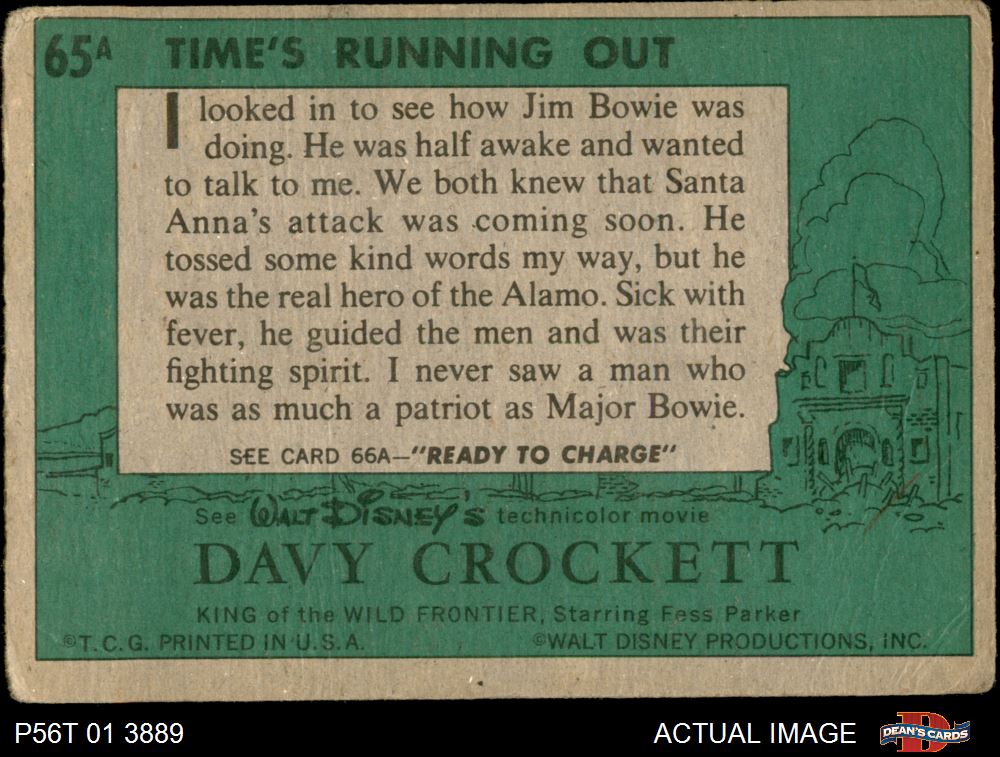 65A TIME'S RUNNING OUT
I looked in to see how Jim Bowie was
doing. He was half awake and wanted
to talk to me. We both knew that Santa
Anna's attack was coming soon. He
tossed some kind words my way, but he
was the real hero of the Alamo. Sick with
fever, he guided the men and was their
fighting spirit. I never saw a man who
was as much a patriot as Major Bowie.
SEE CARD 66A—"READY TO CHARGE"
See WALT DISNEY'S technicolor movie
DAVY CROCKETT
KING of the WILD FRONTIER, Starring Fess Parker
©T.C.G. PRINTED IN U.S.A. ©WALT DISNEY PRODUCTIONS, INC.
P56T 01 3889 ACTUAL IMAGE DEAN'S CARDS